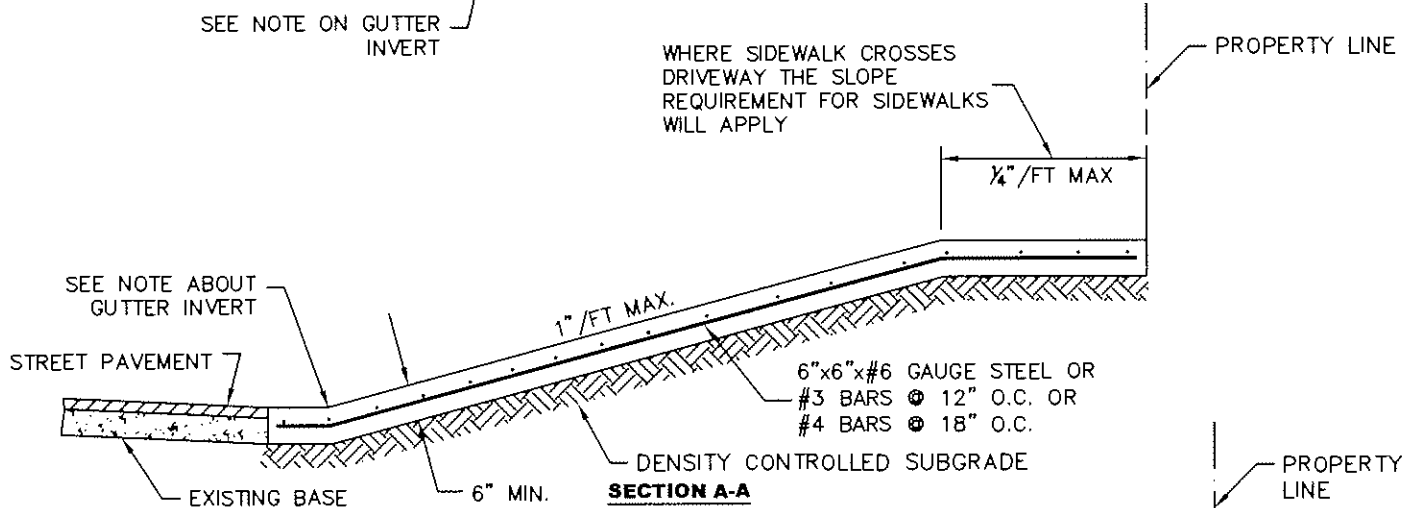 SEE NOTE ON GUTTER
INVERT
WHERE SIDEWALK CROSSES
DRIVEWAY THE SLOPE
REQUIREMENT FOR SIDEWALKS
WILL APPLY
PROPERTY LINE
¼"/FT MAX
SEE NOTE ABOUT
GUTTER INVERT
1"/FT MAX.
STREET PAVEMENT
6"x6"x#6 GAUGE STEEL OR
#3 BARS @ 12" O.C. OR
#4 BARS @ 18" O.C.
DENSITY CONTROLLED SUBGRADE
EXISTING BASE
6" MIN.
SECTION A-A
PROPERTY
LINE